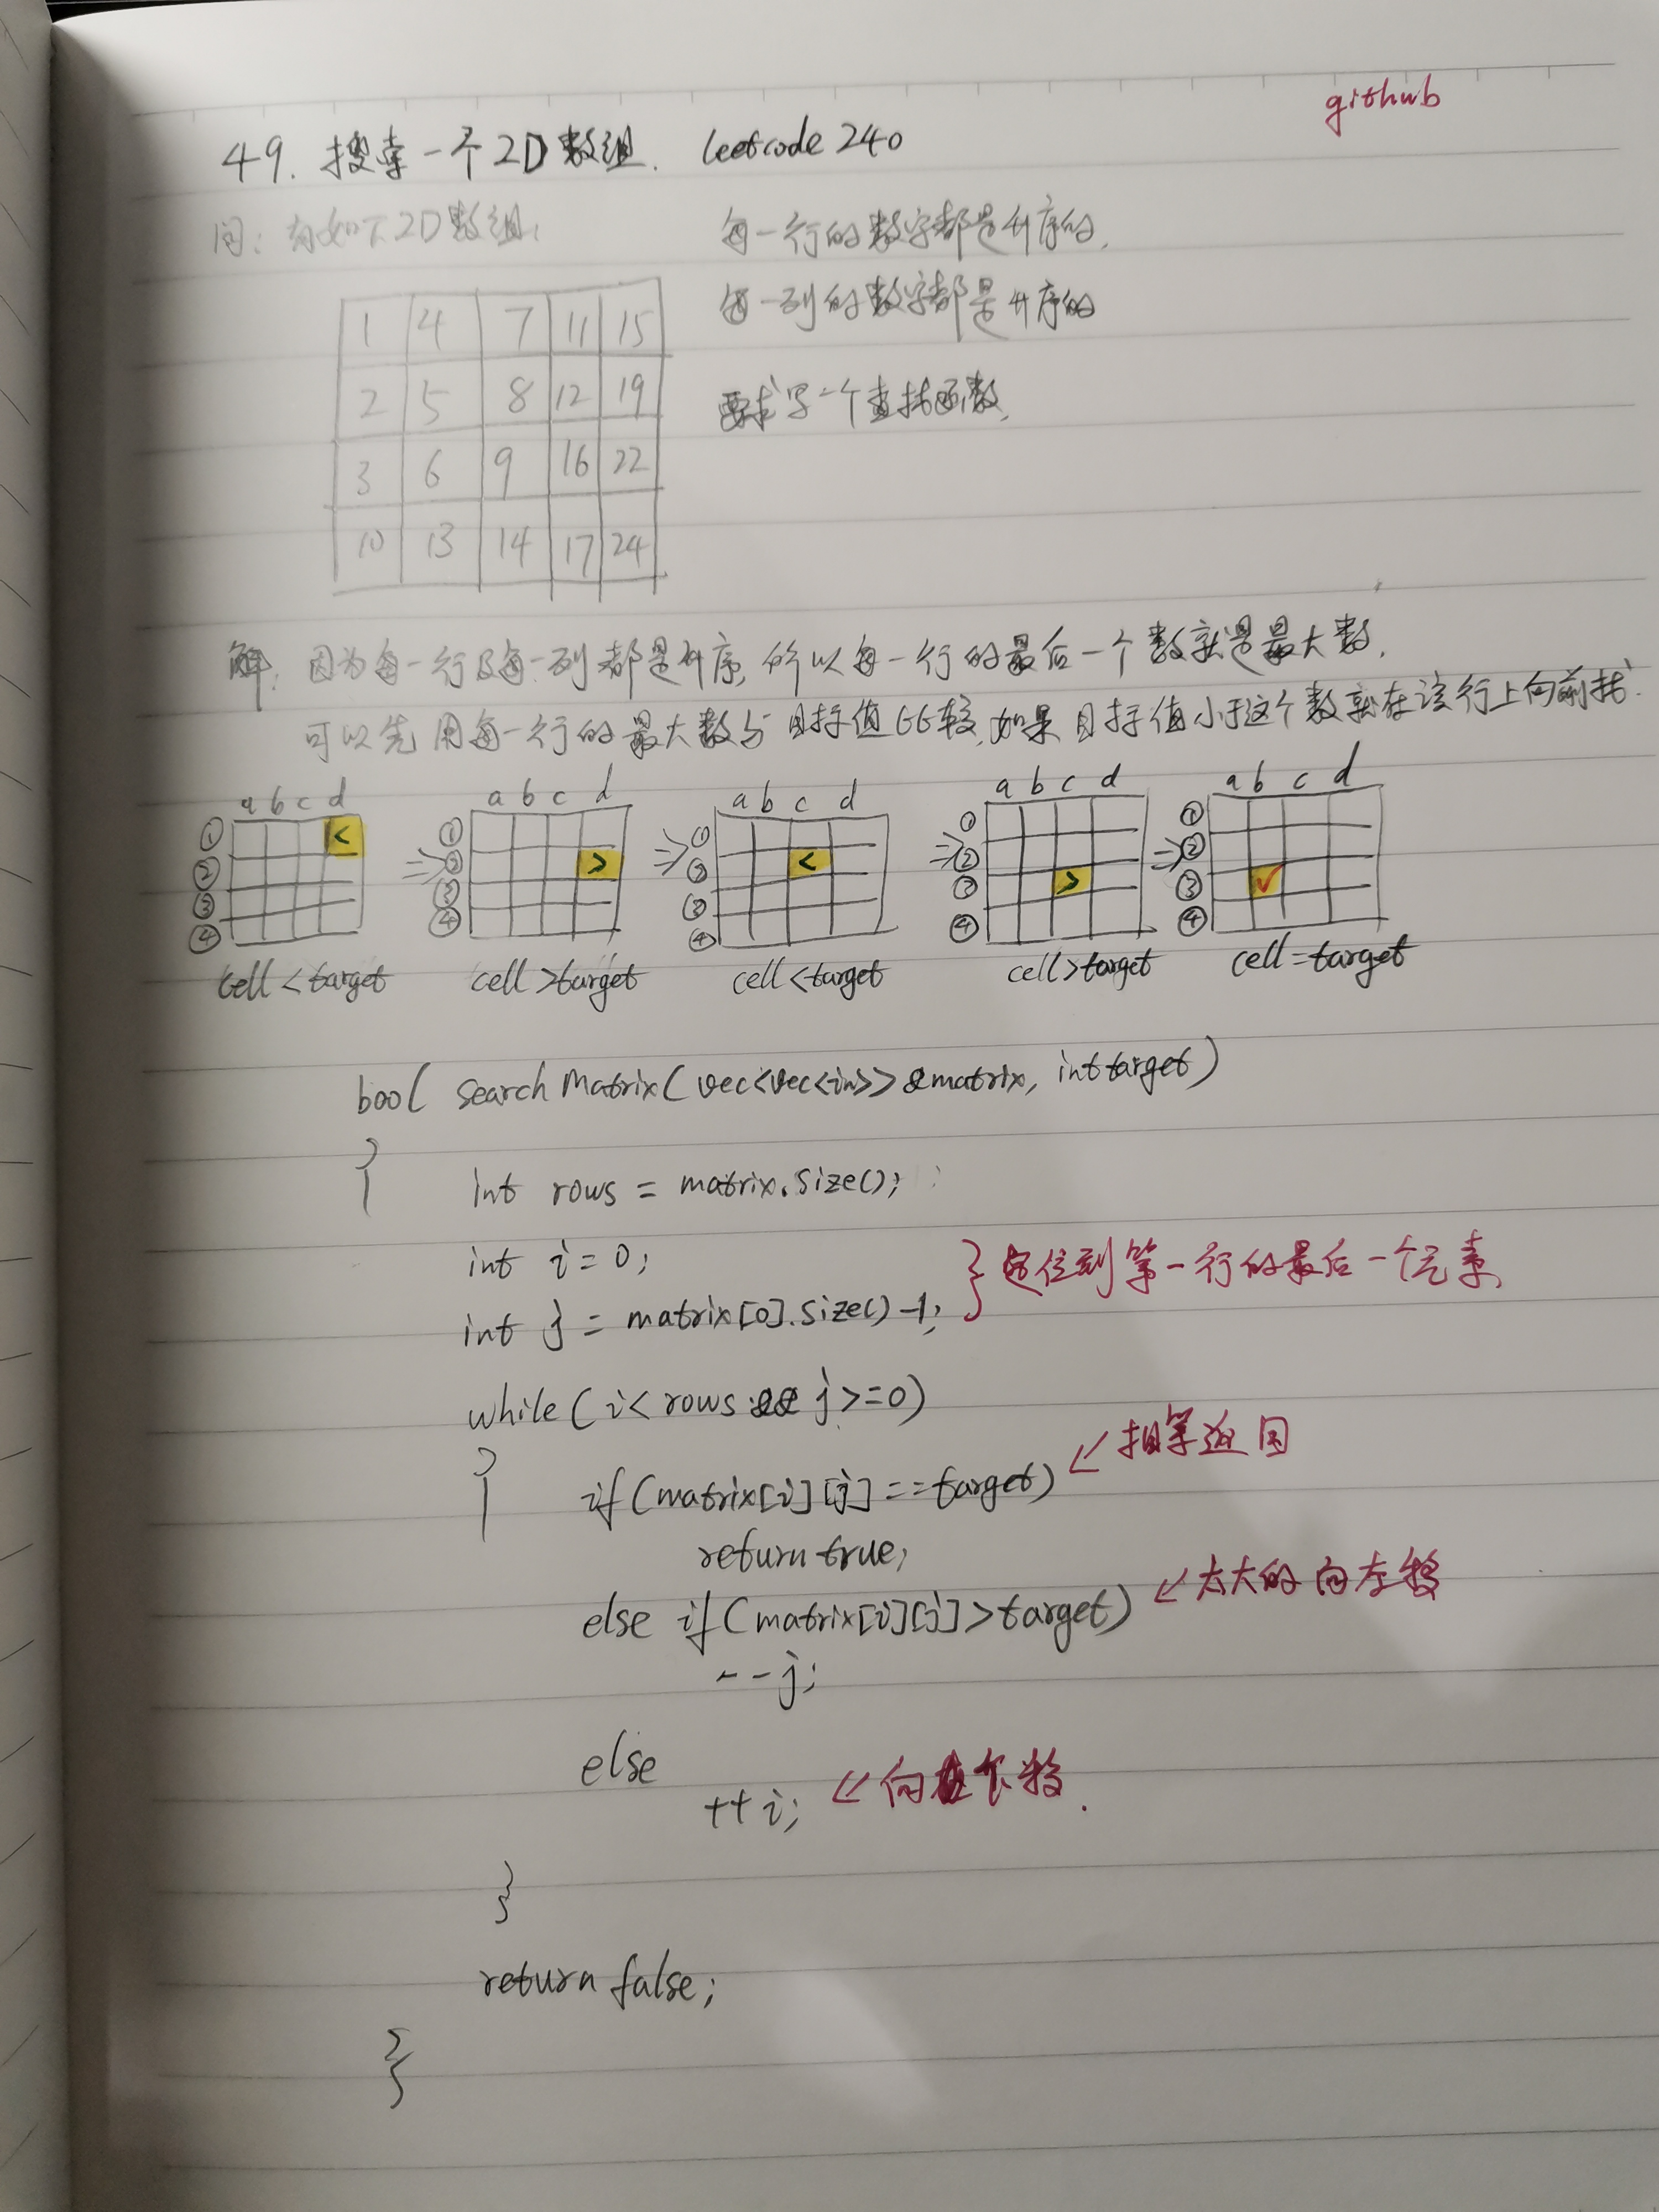 github
49. 搜索一个2D数组. leetcode 240
问: 有如下2D数组: 每一行的数字都是升序的,
每一列的数字都是升序的
要求写一个查找函数.
1 4 7 11 15
2 5 8 12 19
3 6 9 16 22
10 13 14 17 24
解: 因为每一行及每一列都是升序, 所以每一行的最后一个数就是最大数,
可以先用每一行的最大数与目标值比较,如果目标值小于这个数就在该行上向前找.
a b c d a b c d a b c d a b c d a b c d
① < ① ① ① ①
② ② > ② < ② ②
③ ③ ③ ③ > ③ ✓
④ ④ ④ ④ ④
cell < target cell > target cell < target cell > target cell = target
bool searchMatrix(vec<vec<int>> &matrix, int target)
{
int rows = matrix.size();
int i = 0;
int j = matrix[0].size() -1; } 定位到第一行的最后一个元素
while (i < rows && j >= 0)
{
if (matrix[i][j] == target) ← 相等返回
return true;
else if (matrix[i][j] > target) ← 太大的向左移
--j;
else
++i; ← 向下移.
}
return false;
}